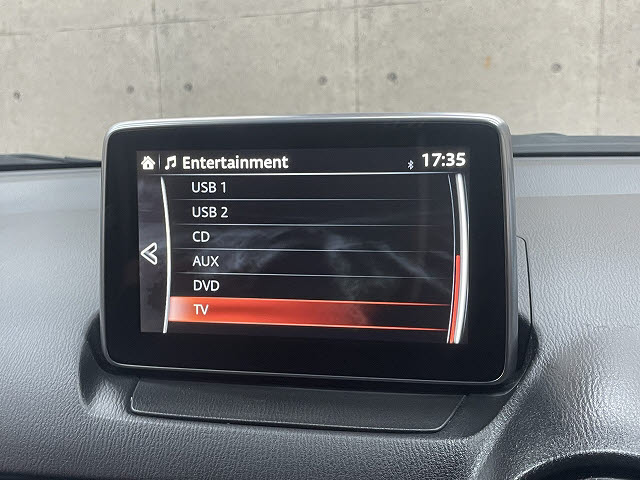 Entertainment 17:35
USB 1
USB 2
CD
AUX
DVD
TV